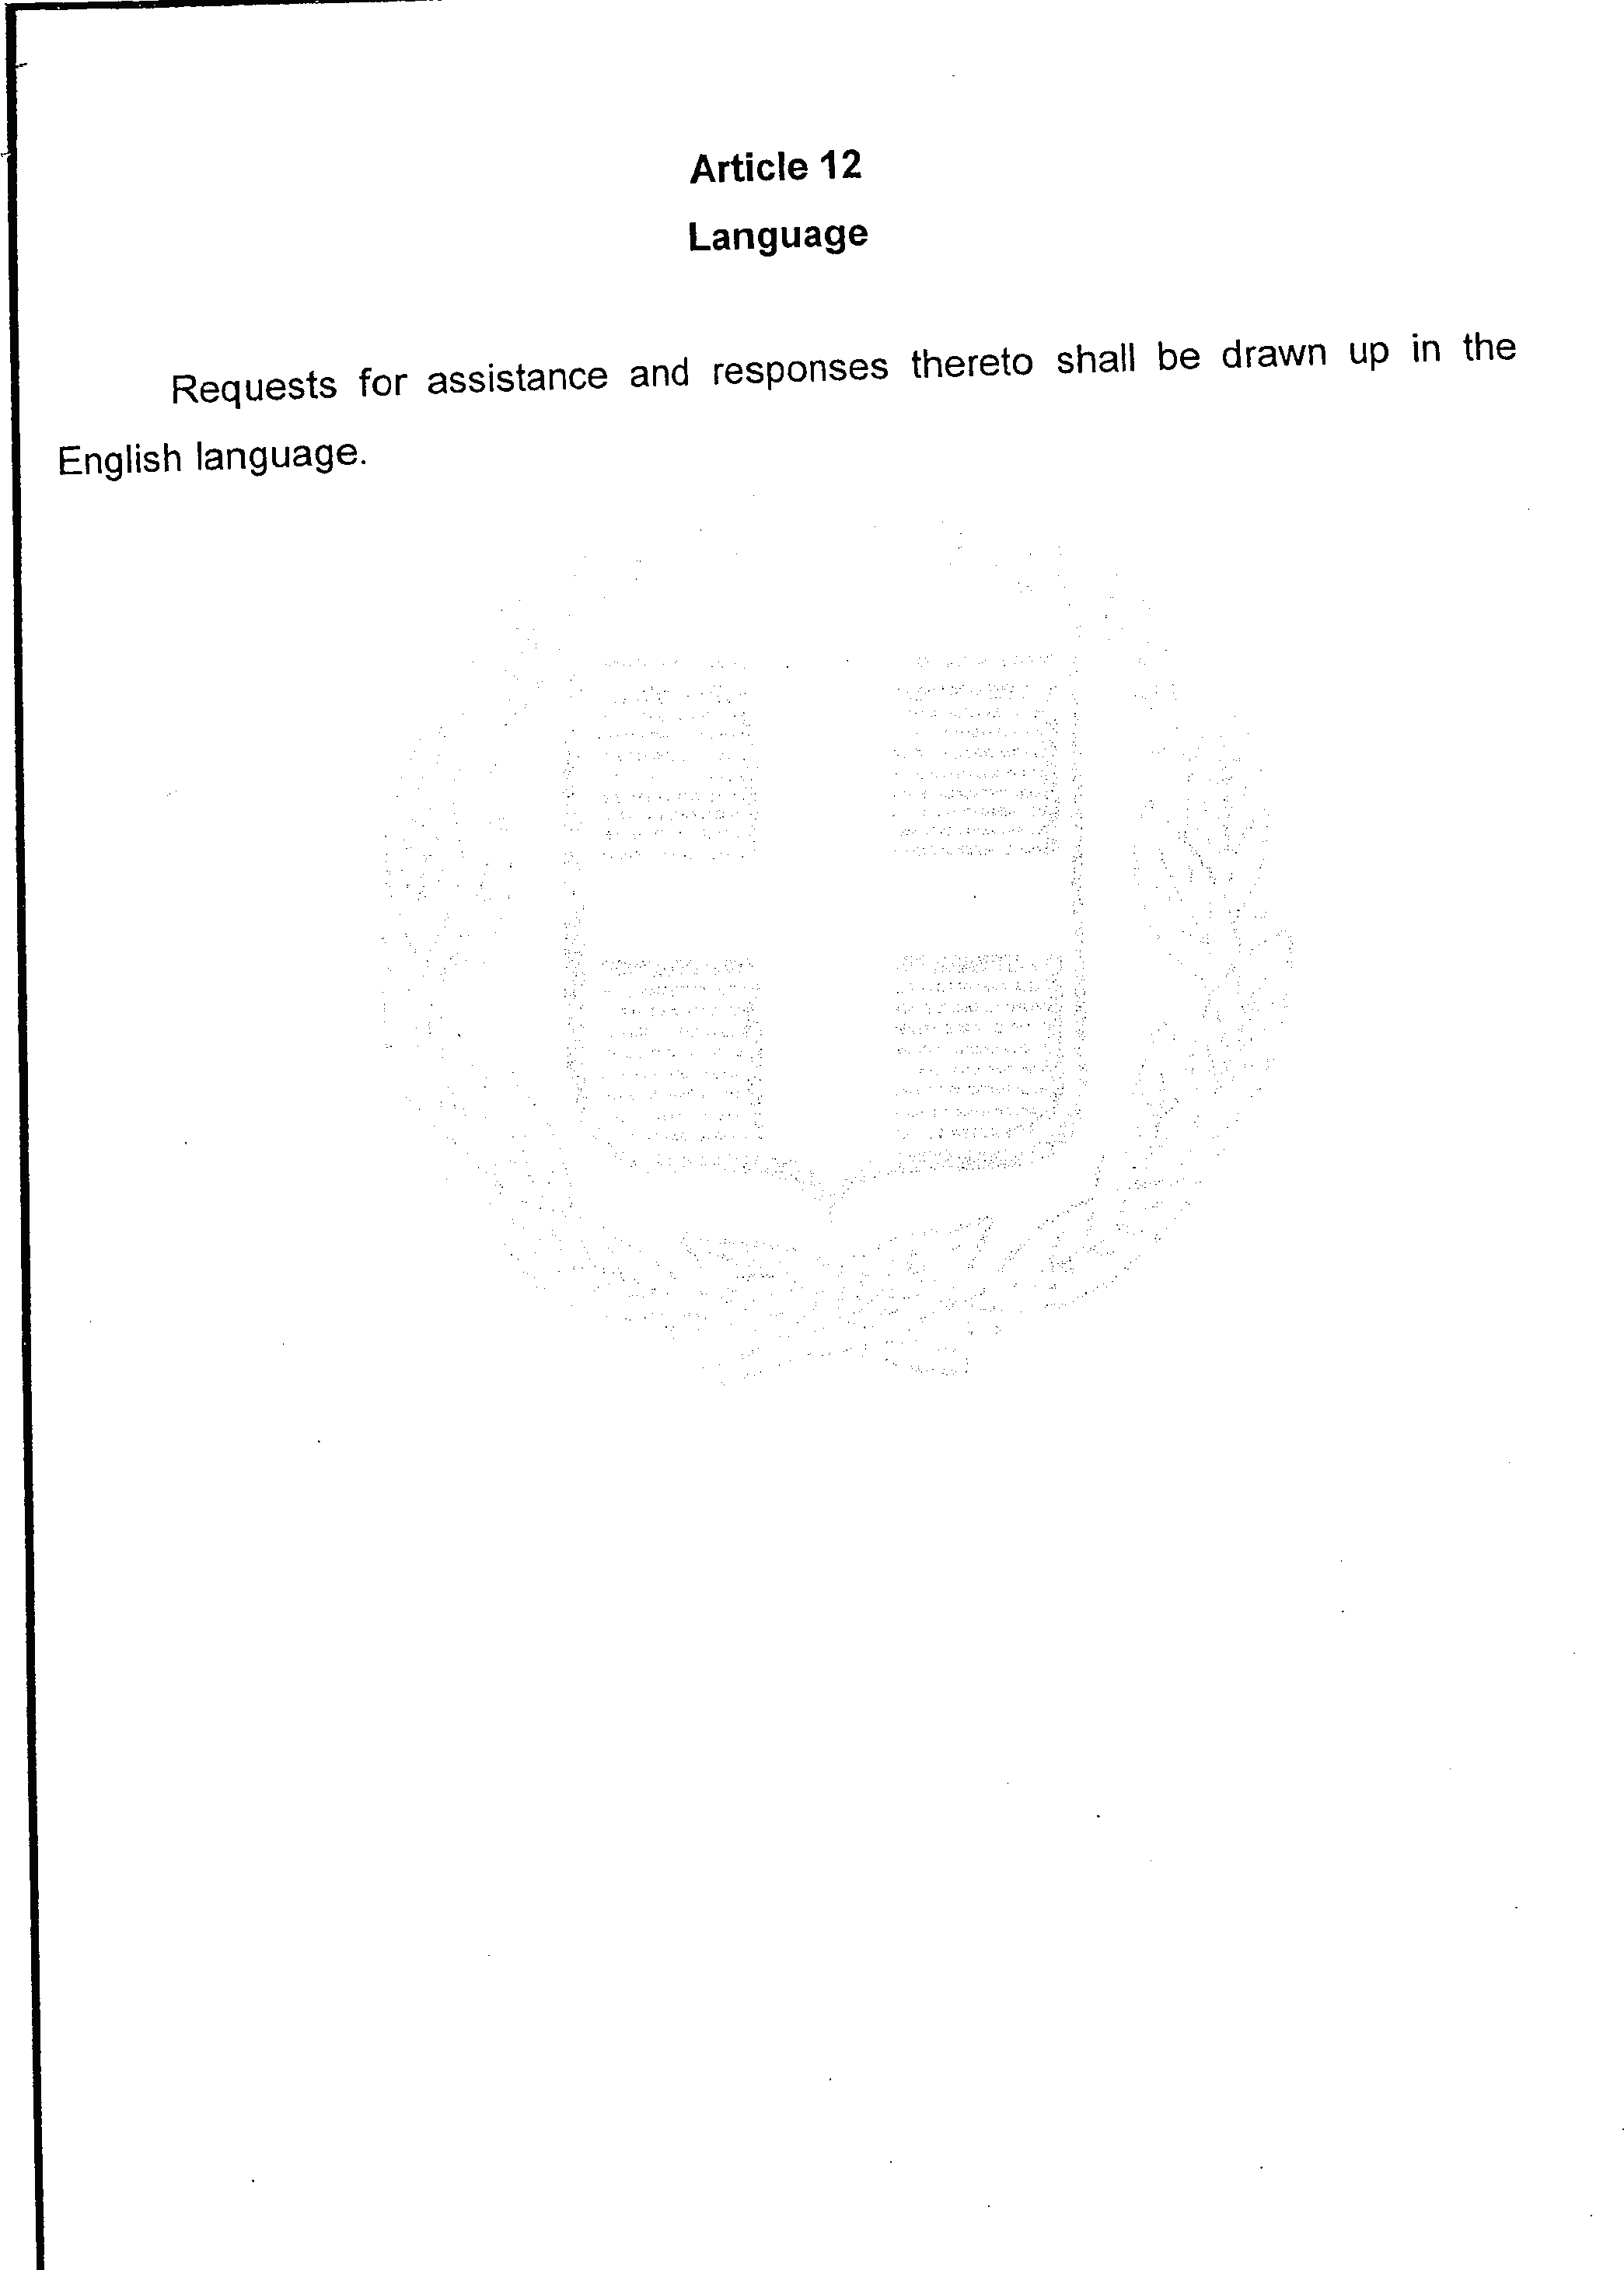 Article 12
Language
Requests for assistance and responses thereto shall be drawn up in the
English language.